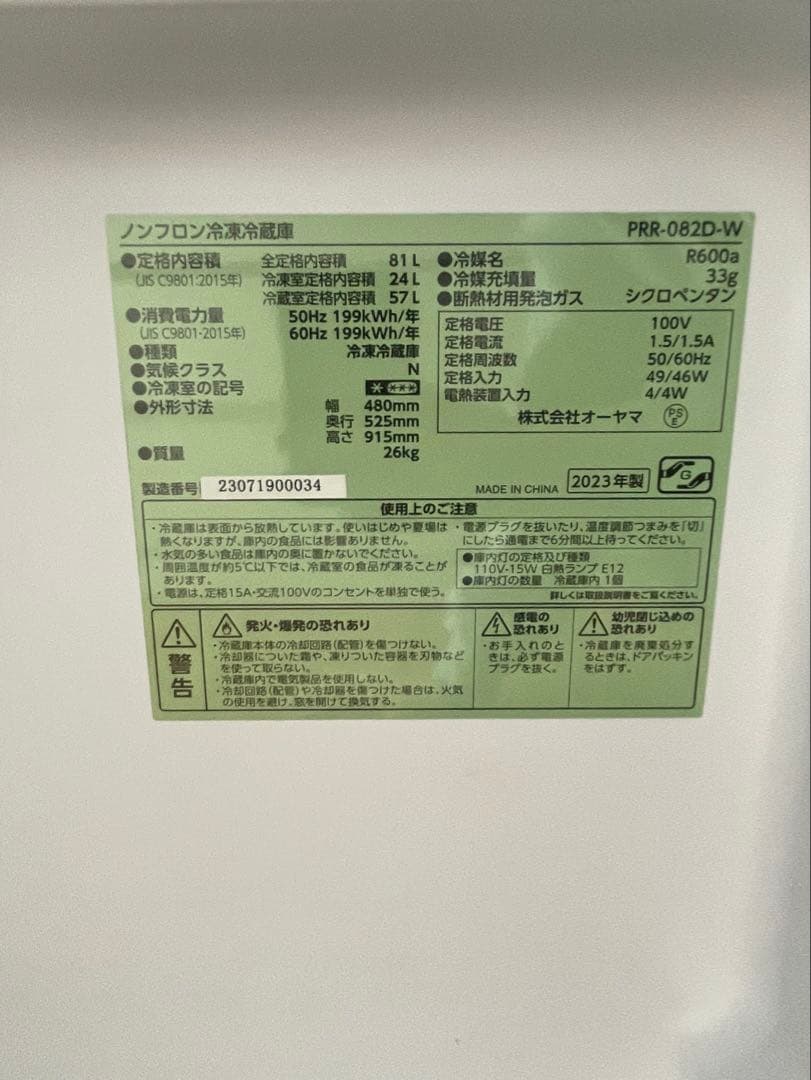 ノンフロン冷凍冷蔵庫 PRR-082D-W
●定格内容積 全定格内容積 81L
(JIS C9801:2015年) 冷凍室定格内容積 24L
冷蔵室定格内容積 57L
●消費電力量 50Hz 199kWh/年
(JIS C9801-2015年) 60Hz 199kWh/年
●種類 冷凍冷蔵庫
●気候クラス N
●冷凍室の記号
●外形寸法 幅 480mm
奥行 525mm
高さ 915mm
●質量 26kg
●冷媒名 R600a
●冷媒充填量 33g
●断熱材用発泡ガス シクロペンタン
定格電圧 100V
定格電流 1.5/1.5A
定格周波数 50/60Hz
定格入力 49/46W
電熱装置入力 4/4W
株式会社オーヤマ PSE
製造番号 23071900034
MADE IN CHINA 2023年製 G
使用上のご注意
・冷蔵庫は表面から放熱しています。使いはじめや夏場は
熱くなりますが、庫内の食品には影響ありません。
・水気の多い食品は庫内の奥に置かないでください。
・周囲温度が約5℃以下では、冷蔵室の食品が凍ることが
あります。
・電源は、定格15A・交流100Vのコンセントを単独で使う。
・電源プラグを抜いたり、温度調節つまみを「切」
にしたら通電まで6分間以上待ってください。
●庫内灯の定格及び種類
110V-15W 白熱ランプ E12
●庫内灯の数量 冷蔵庫内 1個
詳しくは取扱説明書をご覧ください。
警告
発火・爆発の恐れあり
・冷蔵庫本体の冷却回路(配管)を傷つけない。
・冷却器についた霜や、凍りついた容器を刃物など
を使って取らない。
・冷蔵庫内で電気製品を使用しない。
・冷却回路(配管)や冷却器を傷つけた場合は、火気
の使用を避け、窓を開けて換気する。
感電の
恐れあり
・お手入れのと
きは、必ず電源
プラグを抜く。
幼児閉じ込めの
恐れあり
・冷蔵庫を廃棄処分す
るときは、ドアパッキン
をはずす。